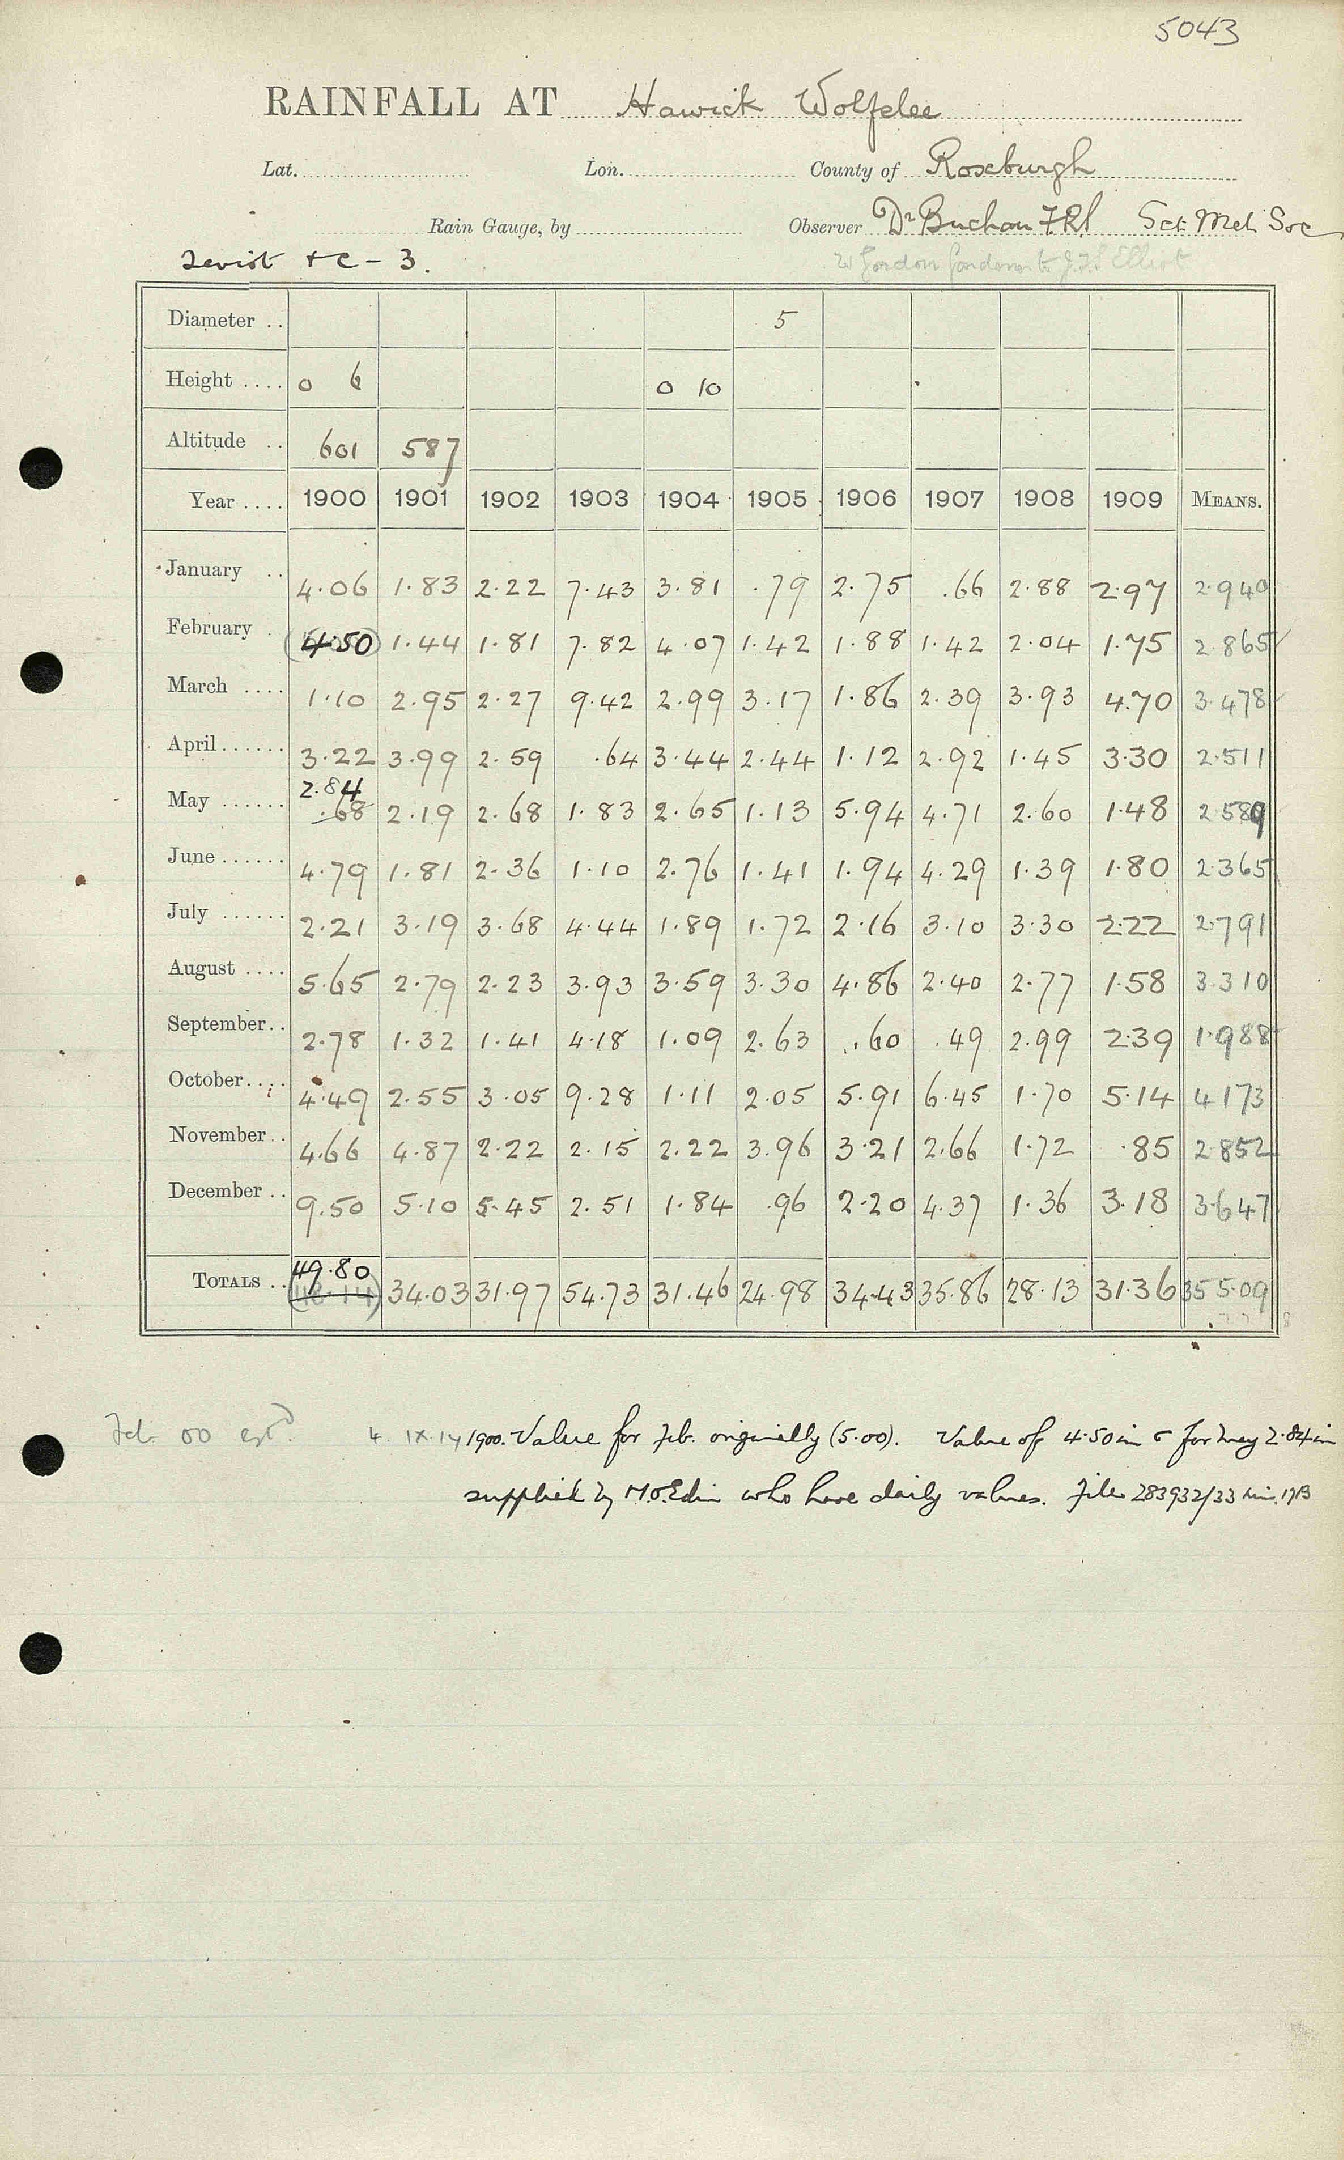 5043
RAINFALL AT Hawick Wolfelee
Lat. Lon. County of Roxburgh
Rain Gauge, by Observer Dr Buchan Sct. Met. Soc
Teviot &c - 3.
W Gordon Gardener to J.T.S Elliot
Diameter .. 5
Height .... 0 6 0 10
Altitude .. 601 587
Year .... 1900 1901 1902 1903 1904 1905 1906 1907 1908 1909 MEANS.
January .. 4.06 1.83 2.22 7.43 3.81 .79 2.75 .66 2.88 2.97 2.940
February . (4.50) 1.44 1.81 7.82 4.07 1.42 1.88 1.42 2.04 1.75 2.865
March .... 1.10 2.95 2.27 9.42 2.99 3.17 1.86 2.39 3.93 4.70 3.478
April ...... 3.22 3.99 2.59 .64 3.44 2.44 1.12 2.92 1.45 3.30 2.511
2.84
May ...... .68 2.19 2.68 1.83 2.65 1.13 5.94 4.71 2.60 1.48 2.589
June ...... 4.79 1.81 2.36 1.10 2.76 1.41 1.94 4.29 1.39 1.80 2.365
July ...... 2.21 3.19 3.68 4.44 1.89 1.72 2.16 3.10 3.30 2.22 2.791
August .... 5.65 2.79 2.23 3.93 3.59 3.30 4.86 2.40 2.77 1.58 3.310
September .. 2.78 1.32 1.41 4.18 1.09 2.63 .60 .49 2.99 2.39 1.988
October .... 4.49 2.55 3.05 9.28 1.11 2.05 5.91 6.45 1.70 5.14 4.173
November .. 4.66 4.87 2.22 2.15 2.22 3.96 3.21 2.66 1.72 .85 2.852
December .. 9.50 5.10 5.45 2.51 1.84 .96 2.20 4.37 1.36 3.18 3.647
49.80
TOTALS .. (48.14) 34.03 31.97 54.73 31.46 24.98 34.43 35.86 28.13 31.36 35 5.09
Feb. 00 estd 4. IX. 14 1900. Value for Feb. originally (5.00). Value of 4.50 in & for May 2.84 in
supplied by M.O. Edin who have daily values. File 283932/33